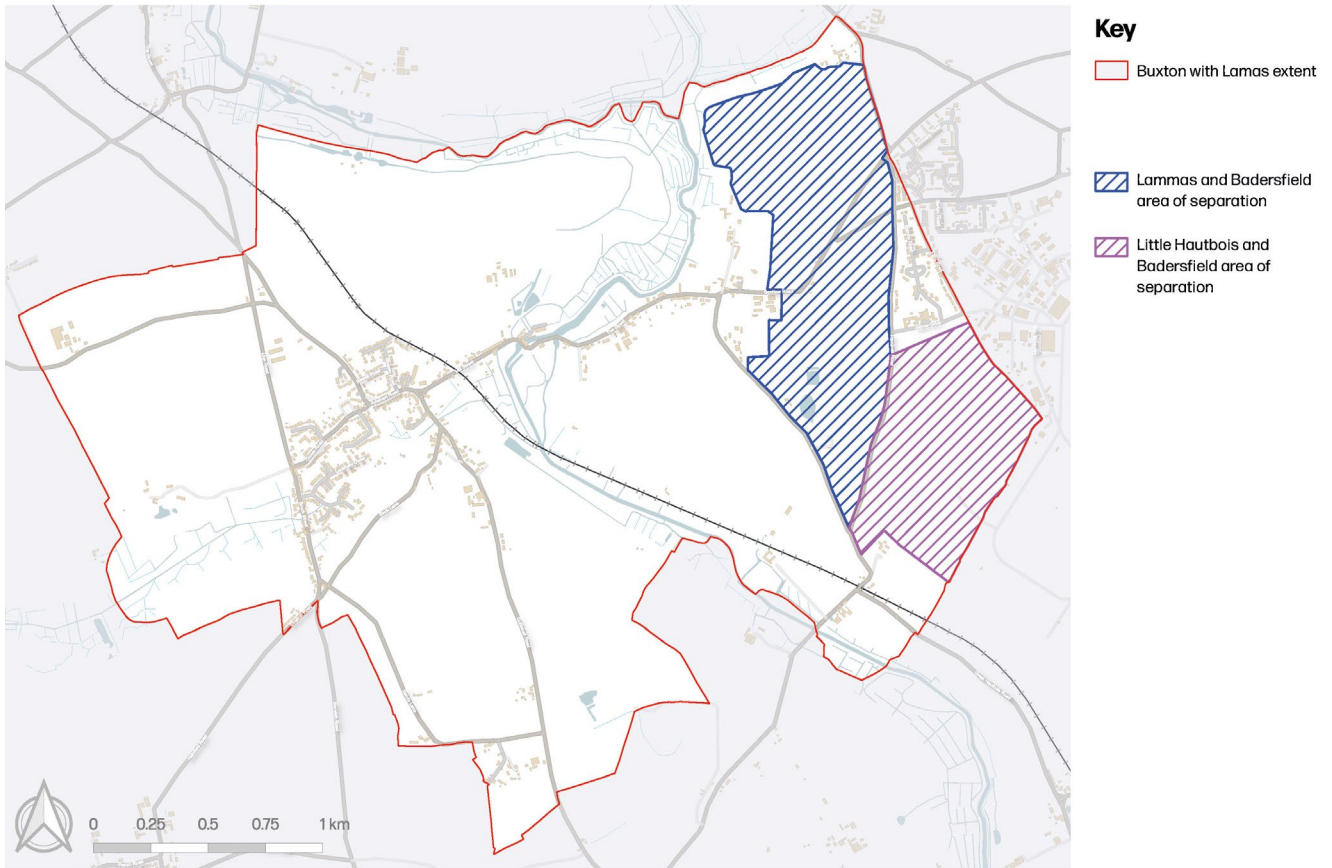 Key
Buxton with Lamas extent
Lammas and Badersfield
area of separation
Little Hautbois and
Badersfield area of
separation
0 0.25 0.5 0.75 1 km